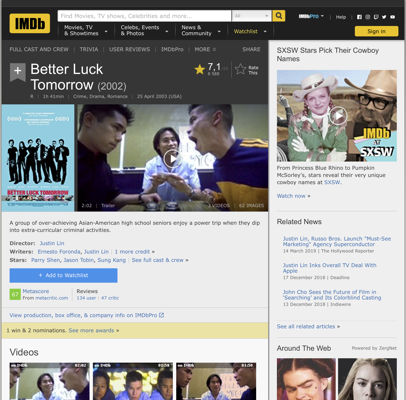 IMDb
Find Movies, TV shows, Celebrities and more...
All
IMDbPro
Help
Movies, TV & Showtimes
Celebs, Events & Photos
News & Community
Watchlist
Sign in
FULL CAST AND CREW | TRIVIA | USER REVIEWS | IMDbPro | MORE
SHARE
Better Luck
Tomorrow (2002)
7,1
Rate This
R | 1h 41min | Crime, Drama, Romance | 25 April 2003 (USA)
BETTER LUCK TOMORROW
2:02 | Trailer
3 VIDEOS | 62 IMAGES
A group of over-achieving Asian-American high school seniors enjoy a power trip when they dip
into extra-curricular criminal activities.
Director: Justin Lin
Writers: Ernesto Foronda, Justin Lin | 1 more credit »
Stars: Parry Shen, Jason Tobin, Sung Kang | See full cast & crew »
+ Add to Watchlist
Metascore
From metacritic.com
Reviews
134 user | 47 critic
View production, box office, & company info on IMDbPro
1 win & 2 nominations. See more awards »
Videos
SXSW Stars Pick Their Cowboy
Names
IMDb
AT
SXSW
From Princess Blue Rhino to Pumpkin
McSorley's, stars reveal their very unique
cowboy names at SXSW.
Watch now »
Related News
Justin Lin, Russo Bros. Launch "Must-See
Marketing" Agency Superconductor
14 March 2019 | The Hollywood Reporter
Justin Lin Inks Overall TV Deal With
Apple
17 December 2018 | Deadline
John Cho Sees the Future of Film in
'Searching' and Its Colorblind Casting
13 December 2018 | Indiewire
See all related articles »
Around The Web
Powered by ZergNet